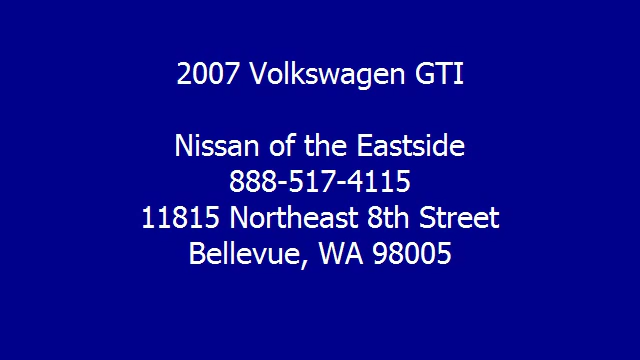 2007 Volkswagen GTI
Nissan of the Eastside
888-517-4115
11815 Northeast 8th Street
Bellevue, WA 98005